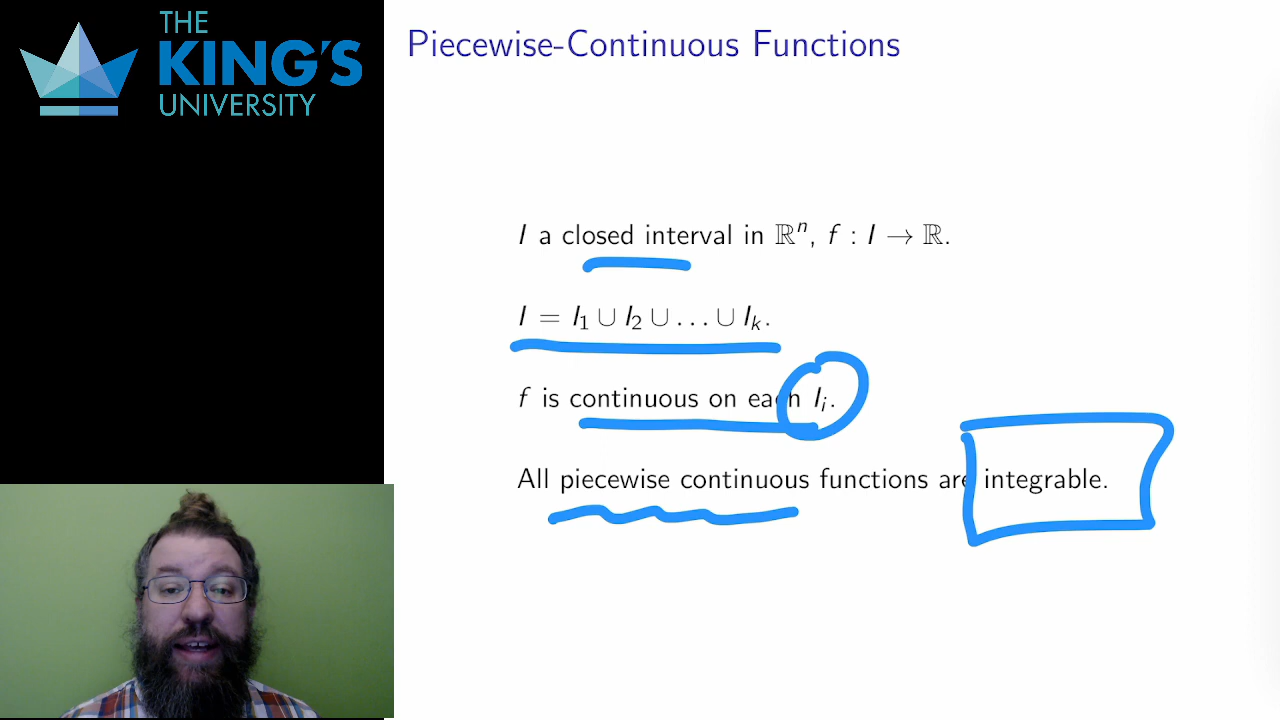 THE
KING'S
UNIVERSITY
Piecewise-Continuous Functions
I a closed interval in ℝⁿ, f : I → ℝ.
I = I₁ ∪ I₂ ∪ … ∪ Iₖ.
f is continuous on each Iᵢ.
All piecewise continuous functions are integrable.